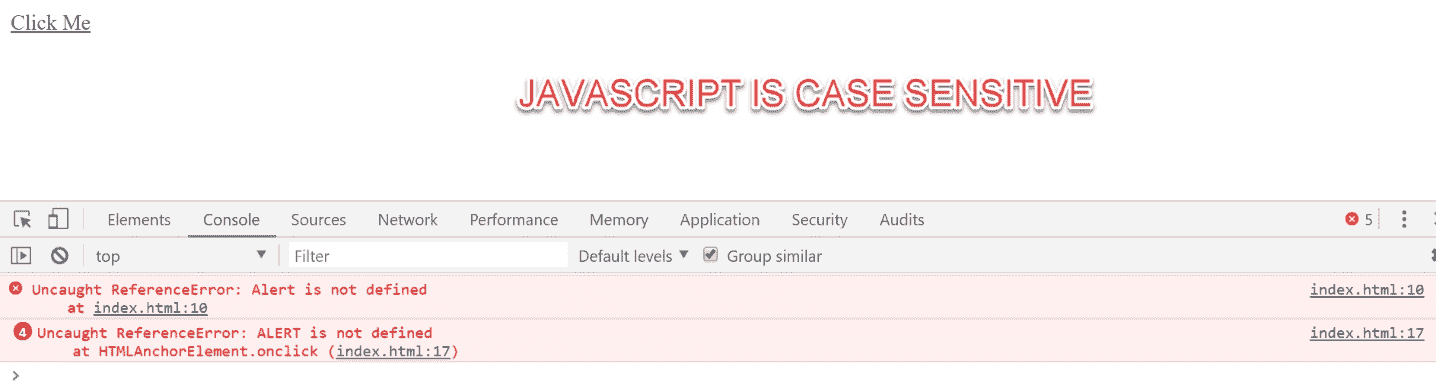 Click Me
JAVASCRIPT IS CASE SENSITIVE
Elements Console Sources Network Performance Memory Application Security Audits 5
top Filter Default levels Group similar
Uncaught ReferenceError: Alert is not defined index.html:10
at index.html:10
4 Uncaught ReferenceError: ALERT is not defined index.html:17
at HTMLAnchorElement.onclick (index.html:17)
>